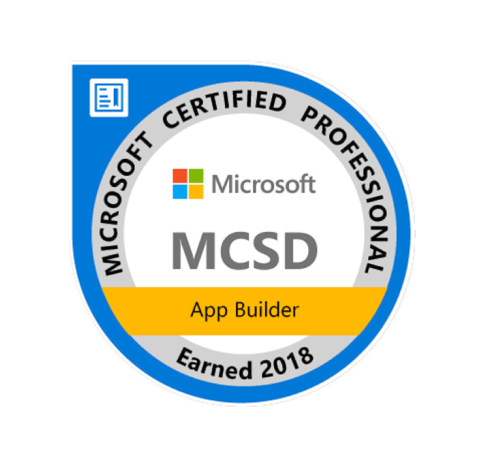 MICROSOFT CERTIFIED PROFESSIONAL
Microsoft
MCSD
App Builder
Earned 2018